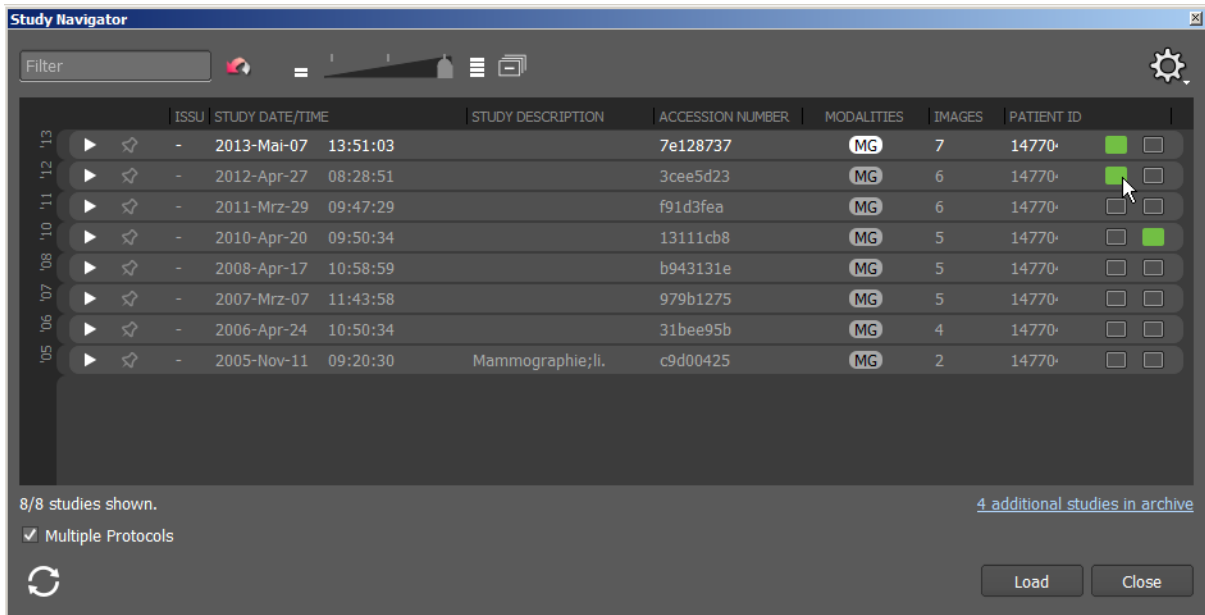 Study Navigator
Filter
ISSU STUDY DATE/TIME STUDY DESCRIPTION ACCESSION NUMBER MODALITIES IMAGES PATIENT ID
'13 - 2013-Mai-07 13:51:03 7e128737 MG 7 14770
'12 - 2012-Apr-27 08:28:51 3cee5d23 MG 6 14770
'11 - 2011-Mrz-29 09:47:29 f91d3fea MG 6 14770
'10 - 2010-Apr-20 09:50:34 13111cb8 MG 5 14770
'08 - 2008-Apr-17 10:58:59 b943131e MG 5 14770
'07 - 2007-Mrz-07 11:43:58 979b1275 MG 5 14770
'06 - 2006-Apr-24 10:50:34 31bee95b MG 4 14770
'05 - 2005-Nov-11 09:20:30 Mammographie;li. c9d00425 MG 2 14770
8/8 studies shown. 4 additional studies in archive
Multiple Protocols
Load Close